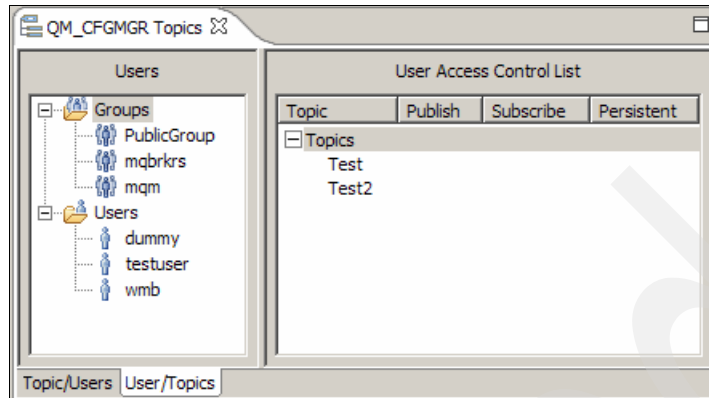 QM_CFGMGR Topics
Users
User Access Control List
Groups
PublicGroup
mqbrkrs
mqm
Users
dummy
testuser
wmb
Topic Publish Subscribe Persistent
Topics
Test
Test2
Topic/Users User/Topics